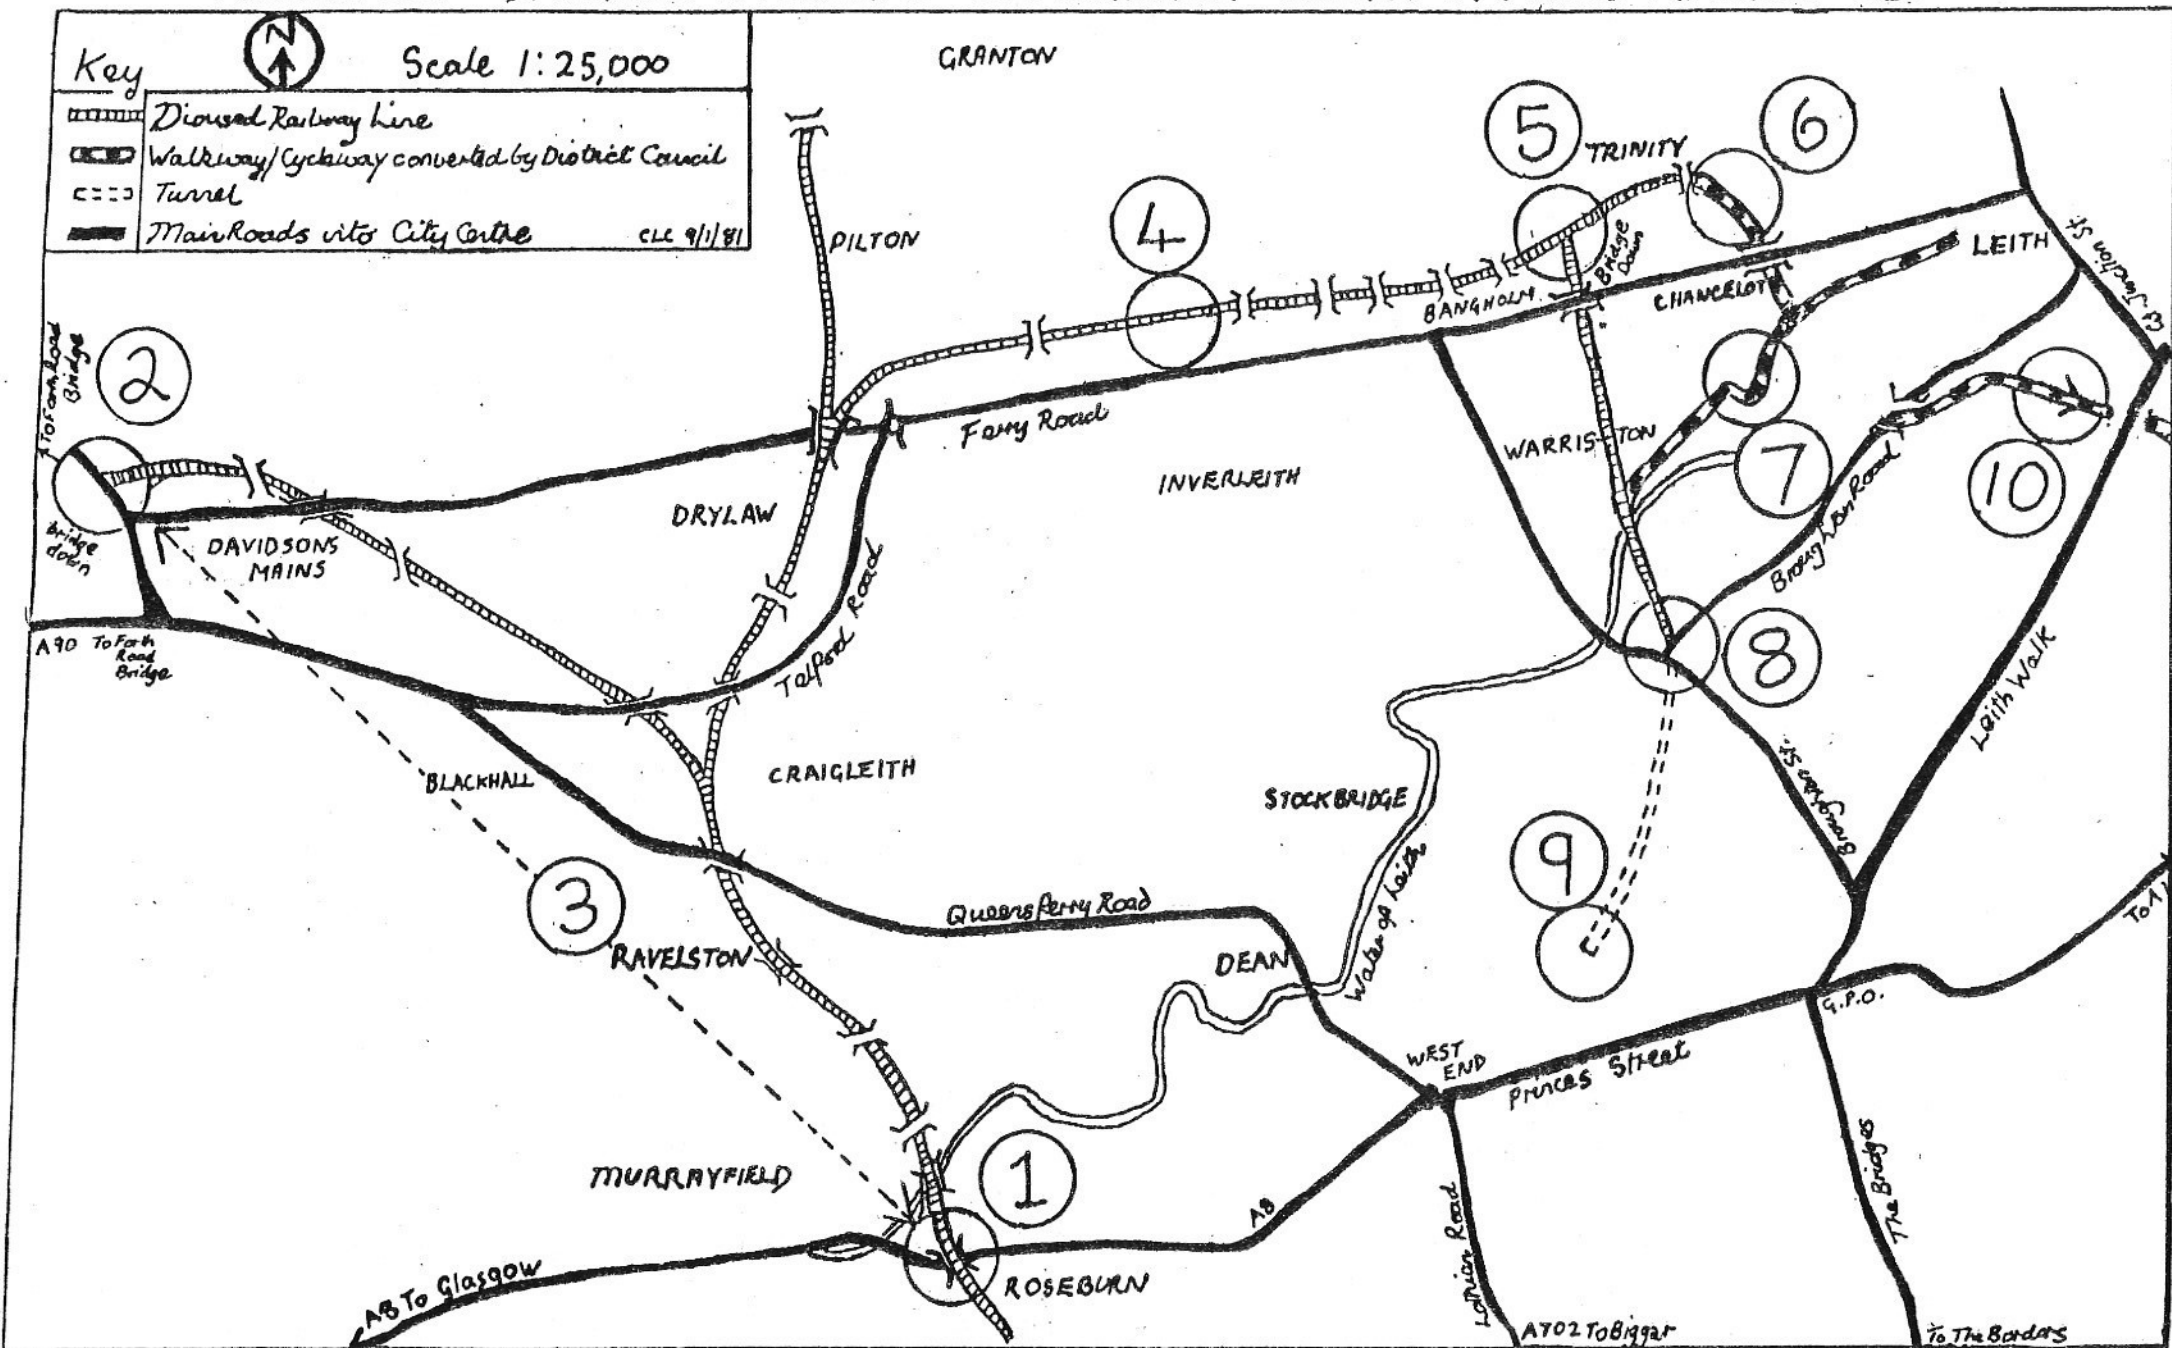 Key
N
Scale 1:25,000
Disused Railway Line
Walkway/Cycleway converted by District Council
Tunnel
Main Roads into City Centre
CLC 9/1/81
GRANTON
PILTON
4
5
TRINITY
6
Bridge
Down
BANGHOLM
CHANCELOT
LEITH
Gt. Junction St.
To Forth Road
Bridge
2
Bridge
down
DAVIDSONS
MAINS
Ferry Road
DRYLAW
INVERLEITH
WARRISTON
7
10
Broughton Road
A90 To Forth
Road
Bridge
Telford Road
8
Leith Walk
BLACKHALL
CRAIGLEITH
STOCKBRIDGE
Broughton St.
3
9
RAVELSTON
Queensferry Road
DEAN
Water of Leith
G.P.O.
WEST
END
Princes Street
MURRAYFIELD
1
A8
Lothian Road
The Bridges
ROSEBURN
A8 To Glasgow
A702 To Biggar
To The Borders